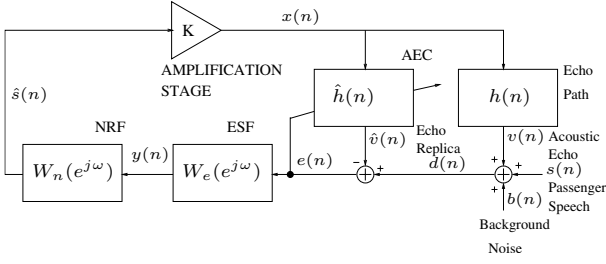 x(n)
K
AMPLIFICATION
STAGE
AEC
ŝ(n)
ĥ(n)
h(n)
Echo
Path
NRF
ESF
v̂(n)
Echo
Replica
v(n)
Acoustic
Echo
W_n(e^{jω})
y(n)
W_e(e^{jω})
e(n)
−
+
d(n)
+
+
+
s(n)
Passenger
Speech
b(n)
Background
Noise